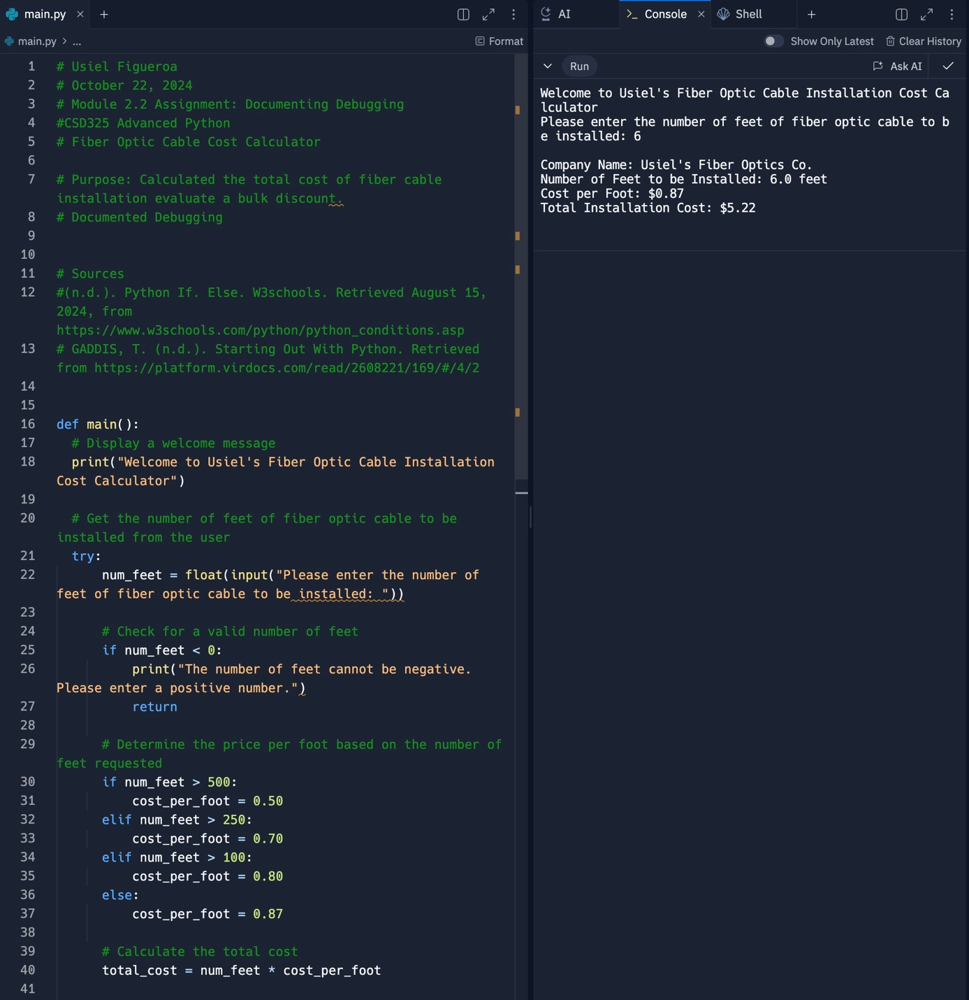 main.py × +
main.py > ...
Format
1 # Usiel Figueroa
2 # October 22, 2024
3 # Module 2.2 Assignment: Documenting Debugging
4 #CSD325 Advanced Python
5 # Fiber Optic Cable Cost Calculator
6
7 # Purpose: Calculated the total cost of fiber cable
installation evaluate a bulk discount.
8 # Documented Debugging
9
10
11 # Sources
12 #(n.d.). Python If. Else. W3schools. Retrieved August 15,
2024, from
https://www.w3schools.com/python/python_conditions.asp
13 # GADDIS, T. (n.d.). Starting Out With Python. Retrieved
from https://platform.virdocs.com/read/2608221/169/#/4/2
14
15
16 def main():
17   # Display a welcome message
18   print("Welcome to Usiel's Fiber Optic Cable Installation
Cost Calculator")
19
20   # Get the number of feet of fiber optic cable to be
installed from the user
21   try:
22       num_feet = float(input("Please enter the number of
feet of fiber optic cable to be installed: "))
23
24       # Check for a valid number of feet
25       if num_feet < 0:
26           print("The number of feet cannot be negative.
Please enter a positive number.")
27           return
28
29       # Determine the price per foot based on the number of
feet requested
30       if num_feet > 500:
31           cost_per_foot = 0.50
32       elif num_feet > 250:
33           cost_per_foot = 0.70
34       elif num_feet > 100:
35           cost_per_foot = 0.80
36       else:
37           cost_per_foot = 0.87
38
39       # Calculate the total cost
40       total_cost = num_feet * cost_per_foot
41
AI
Console ×
Shell
+
Show Only Latest
Clear History
Run
Ask AI
Welcome to Usiel's Fiber Optic Cable Installation Cost Ca
lculator
Please enter the number of feet of fiber optic cable to b
e installed: 6

Company Name: Usiel's Fiber Optics Co.
Number of Feet to be Installed: 6.0 feet
Cost per Foot: $0.87
Total Installation Cost: $5.22